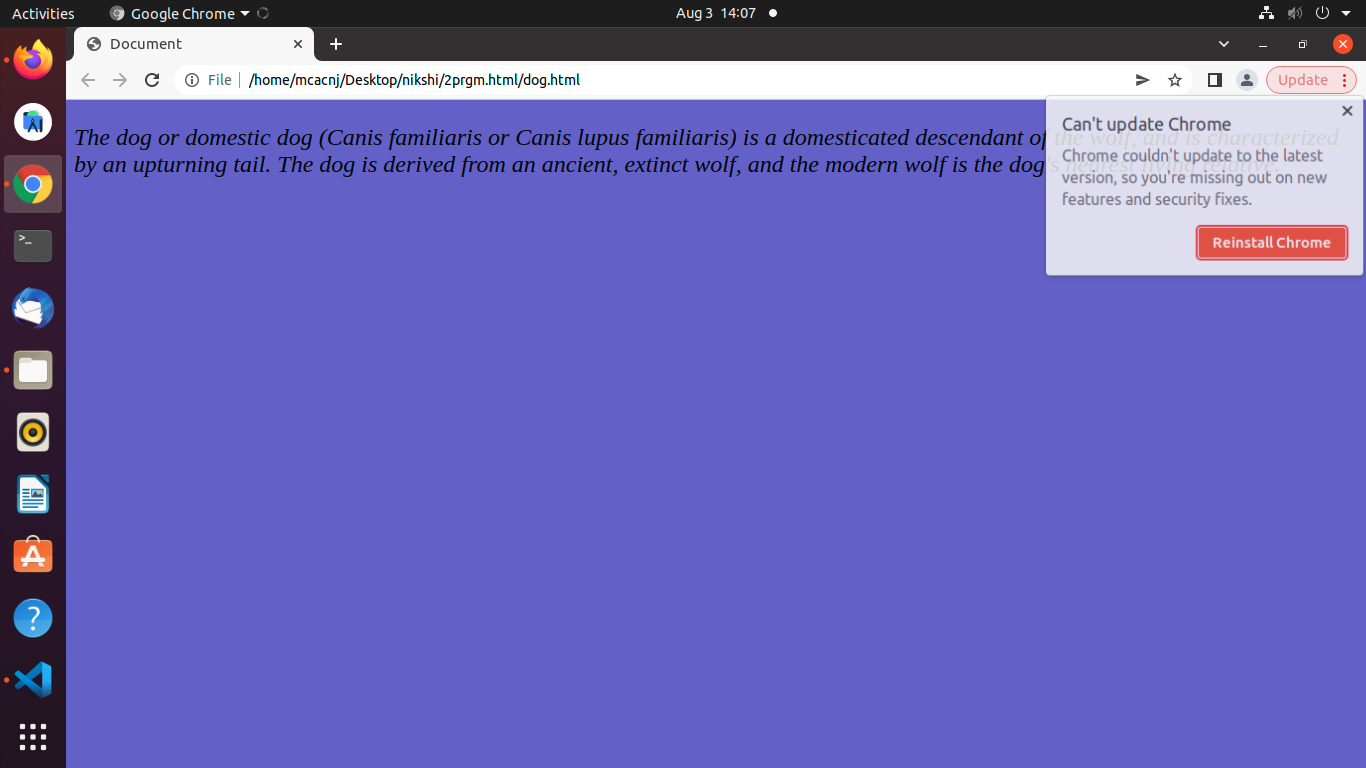 Activities
Google Chrome
Aug 3 14:07
Document
File
/home/mcacnj/Desktop/nikshi/2prgm.html/dog.html
Update
The dog or domestic dog (Canis familiaris or Canis lupus familiaris) is a domesticated descendant of the wolf, and is characterized
by an upturning tail. The dog is derived from an ancient, extinct wolf, and the modern wolf is the dog's nearest living relative.
Can't update Chrome
Chrome couldn't update to the latest
version, so you're missing out on new
features and security fixes.
Reinstall Chrome